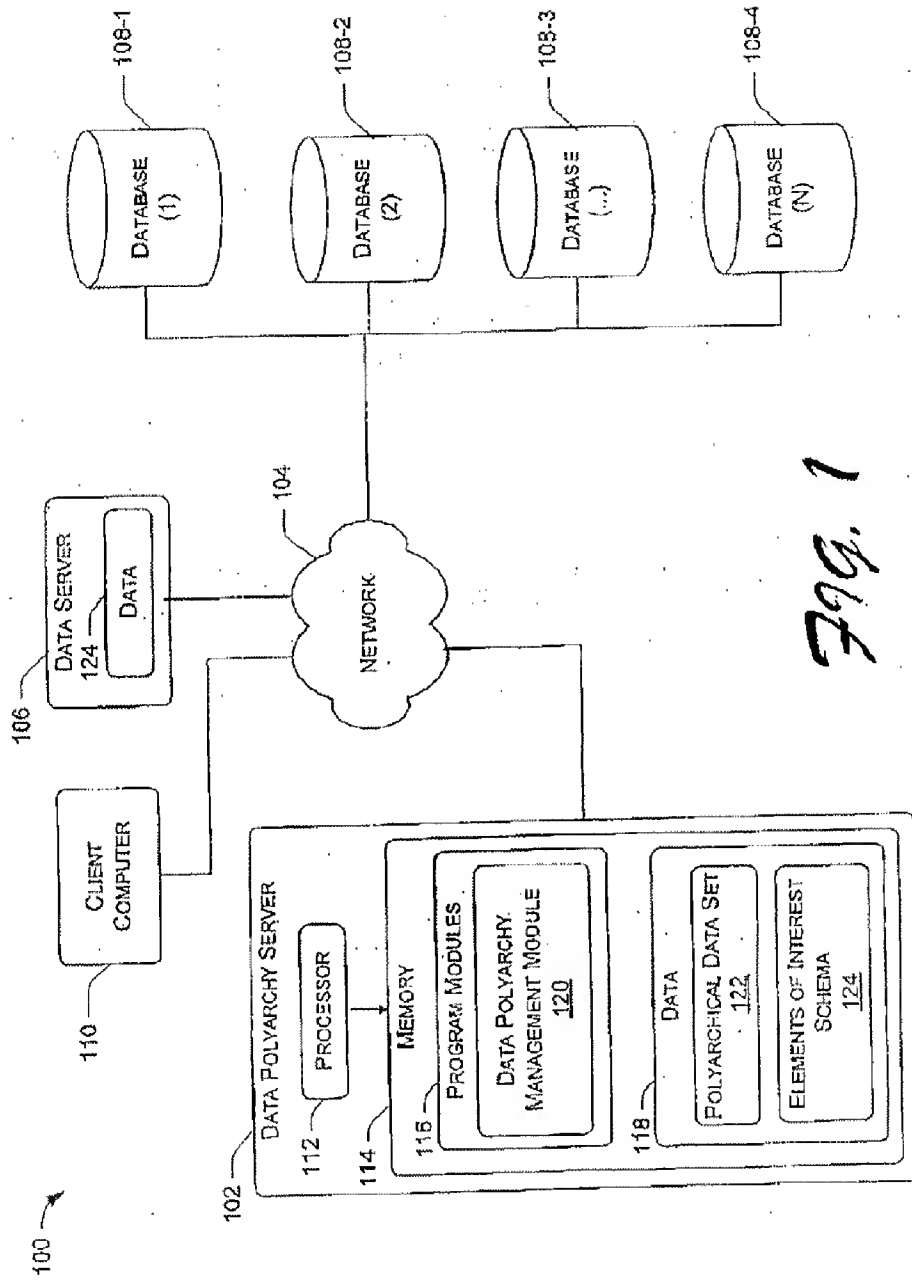 100
110
CLIENT
COMPUTER
106
DATA SERVER
124
DATA
104
NETWORK
108-1
DATABASE
(1)
108-2
DATABASE
(2)
108-3
DATABASE
(...)
108-4
DATABASE
(N)
102
DATA POLYARCHY SERVER
PROCESSOR
112
114
MEMORY
116
PROGRAM MODULES
DATA POLYARCHY
MANAGEMENT MODULE
120
118
DATA
POLYARCHICAL DATA SET
122
ELEMENTS OF INTEREST
SCHEMA
124
Fig. 1